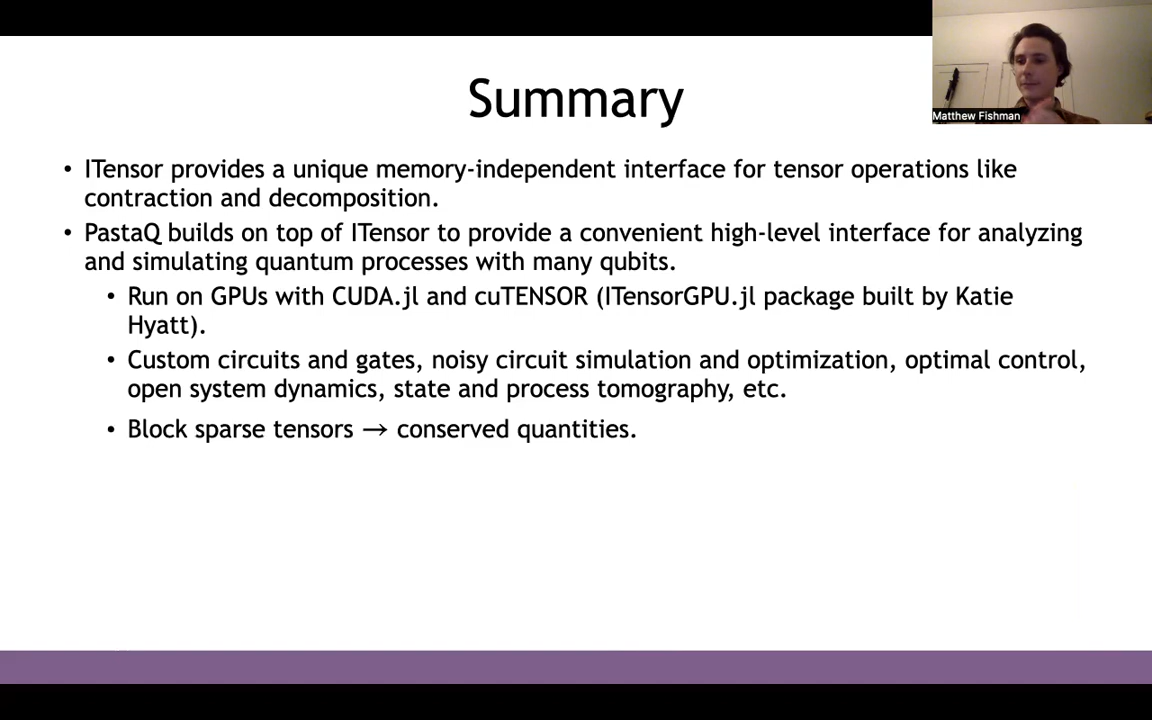 Summary
Matthew Fishman
• ITensor provides a unique memory-independent interface for tensor operations like
contraction and decomposition.
• PastaQ builds on top of ITensor to provide a convenient high-level interface for analyzing
and simulating quantum processes with many qubits.
• Run on GPUs with CUDA.jl and cuTENSOR (ITensorGPU.jl package built by Katie
Hyatt).
• Custom circuits and gates, noisy circuit simulation and optimization, optimal control,
open system dynamics, state and process tomography, etc.
• Block sparse tensors → conserved quantities.